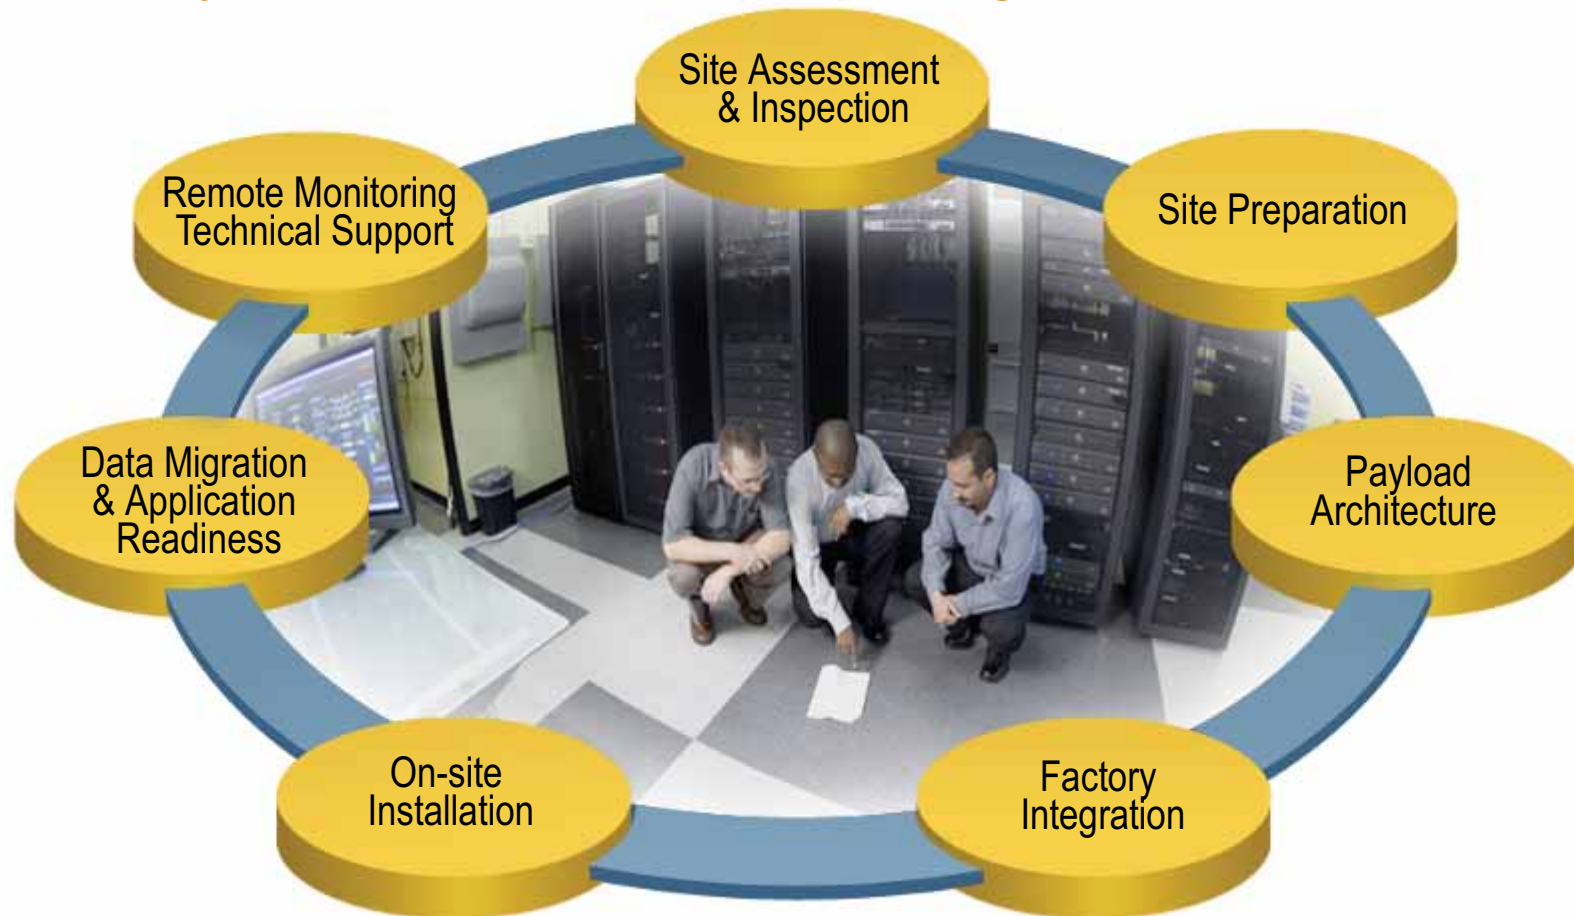 Site Assessment
& Inspection
Site Preparation
Payload
Architecture
Factory
Integration
On-site
Installation
Data Migration
& Application
Readiness
Remote Monitoring
Technical Support